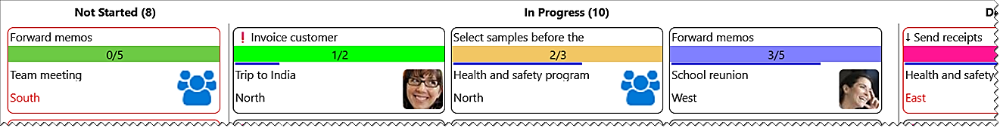 Not Started (8)
In Progress (10)
Forward memos
0/5
Team meeting
South
! Invoice customer
1/2
Trip to India
North
Select samples before the
2/3
Health and safety program
North
Forward memos
3/5
School reunion
West
↓ Send receipts
Health and safety
East